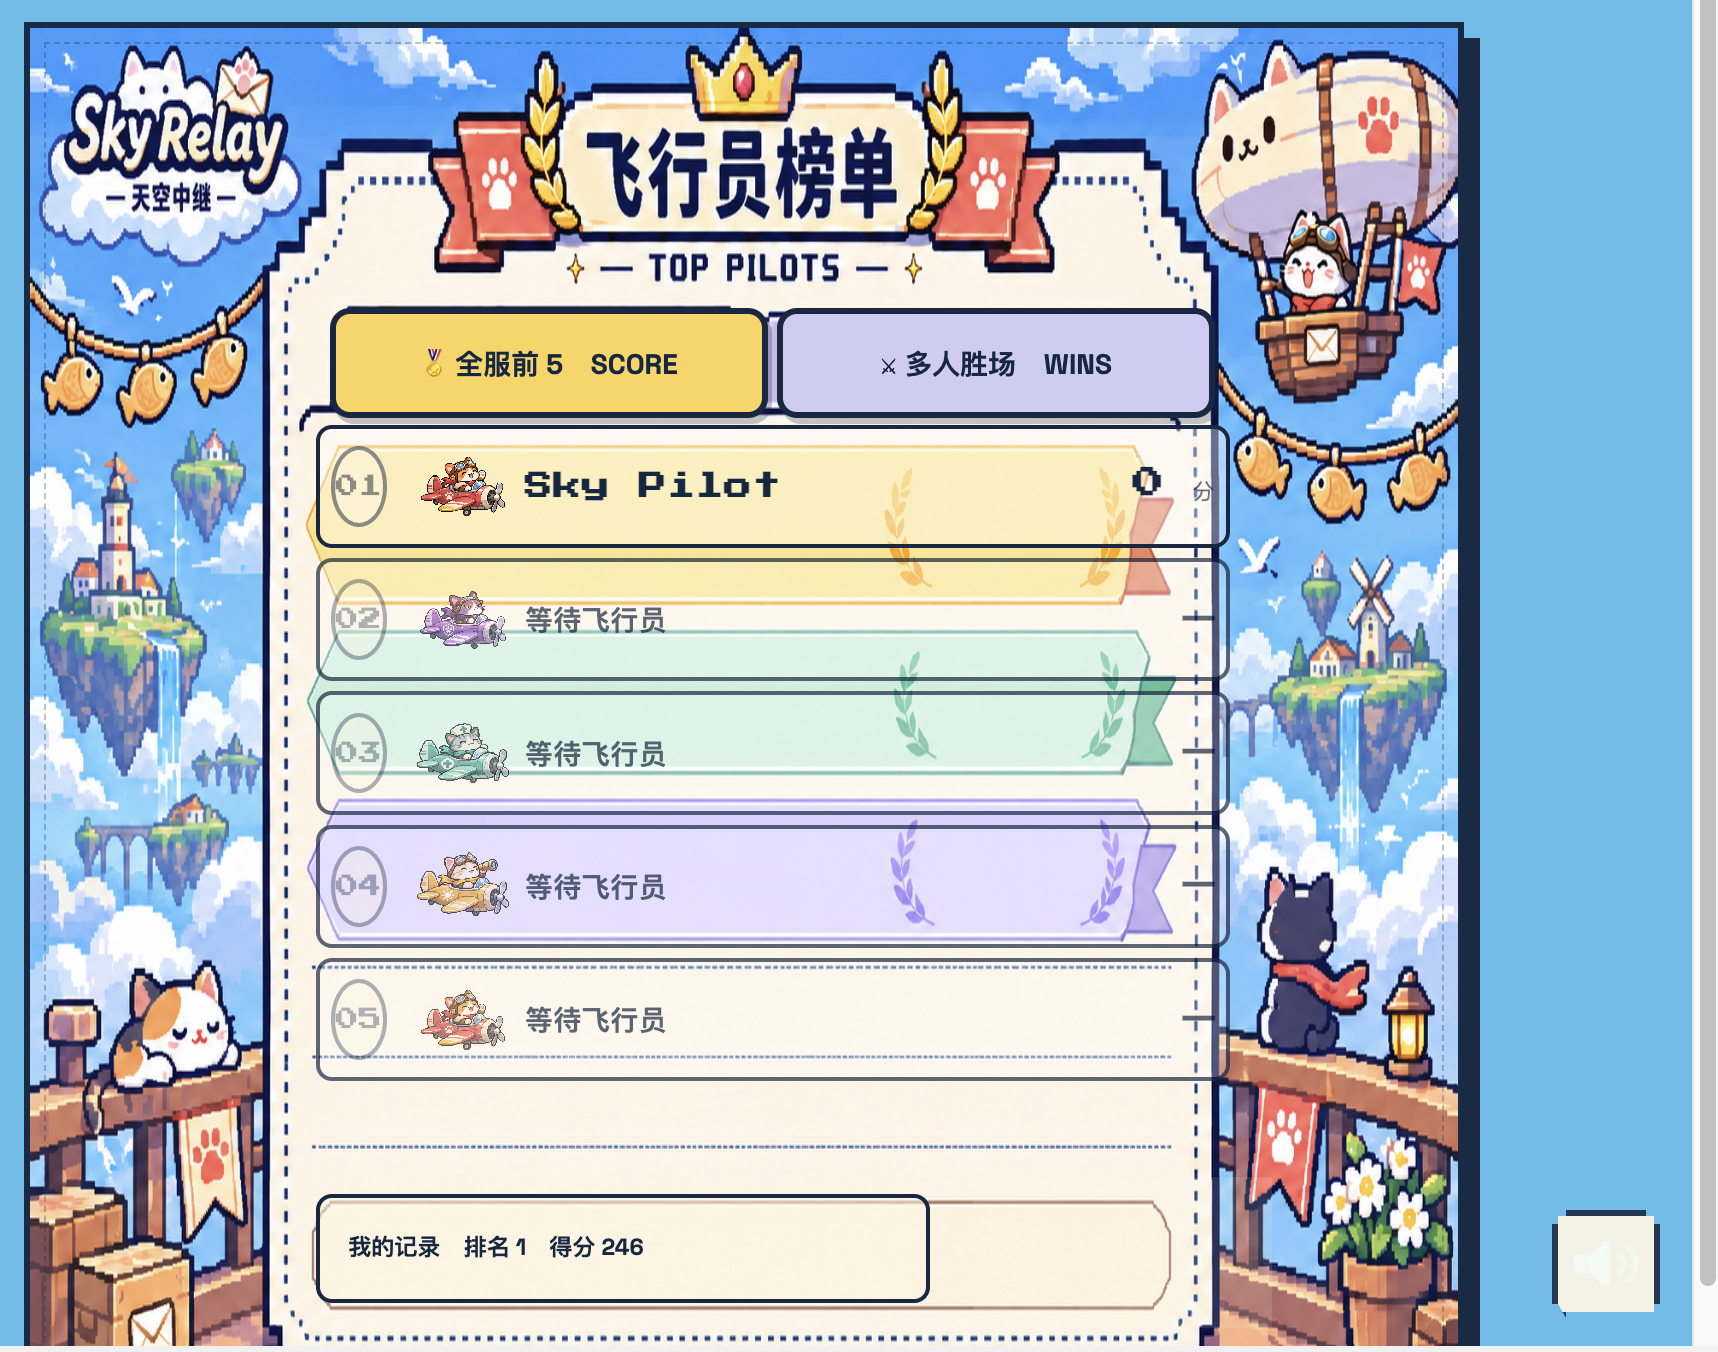 Sky Relay
天空中继
飞行员榜单
TOP PILOTS
全服前 5 SCORE
多人胜场 WINS
01 Sky Pilot 0 分
02 等待飞行员 —
03 等待飞行员 —
04 等待飞行员 —
05 等待飞行员 —
我的记录 排名 1 得分 246